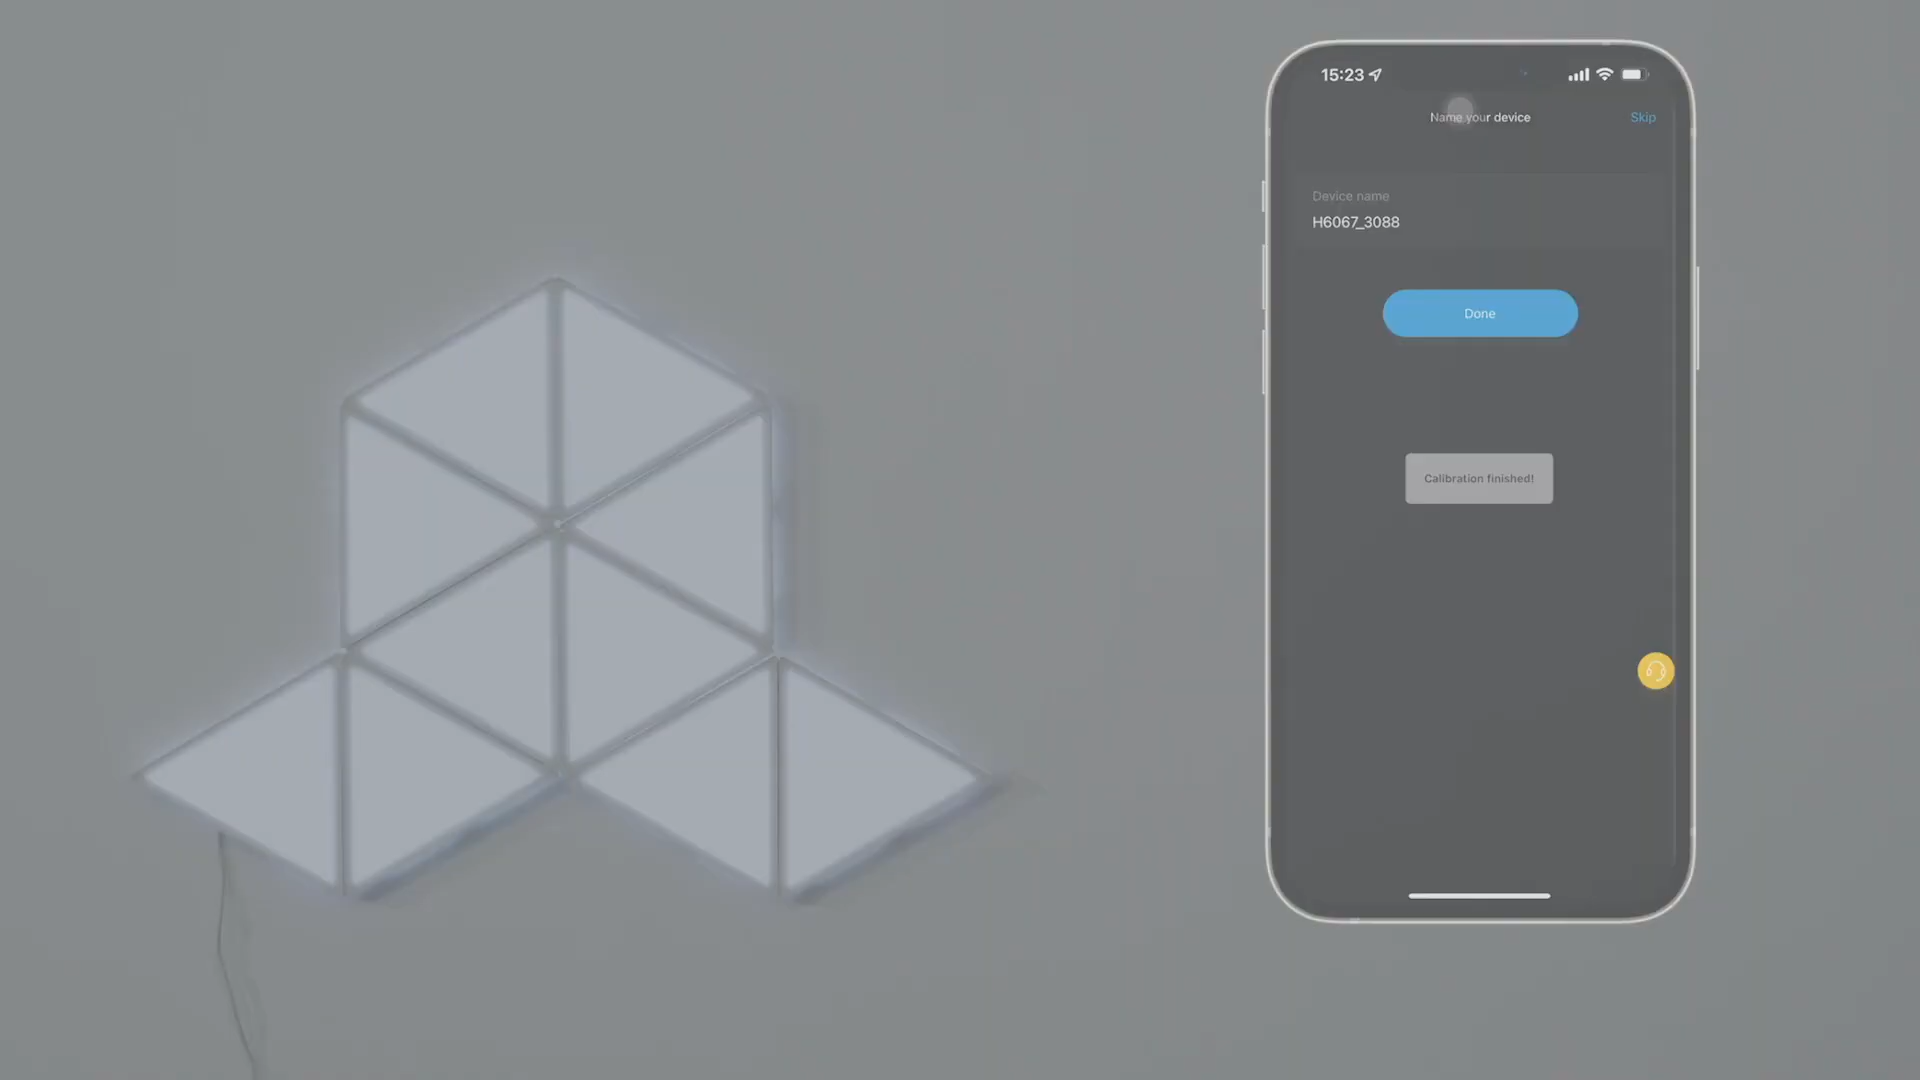 15:23
Name your device
Skip
Device name
H6067_3088
Done
Calibration finished!